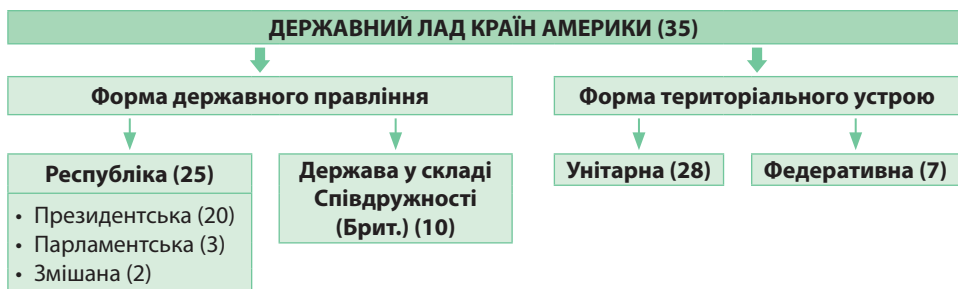 ДЕРЖАВНИЙ ЛАД КРАЇН АМЕРИКИ (35)
Форма державного правління
Форма територіального устрою
Республіка (25)
• Президентська (20)
• Парламентська (3)
• Змішана (2)
Держава у складі
Співдружності
(Брит.) (10)
Унітарна (28)
Федеративна (7)